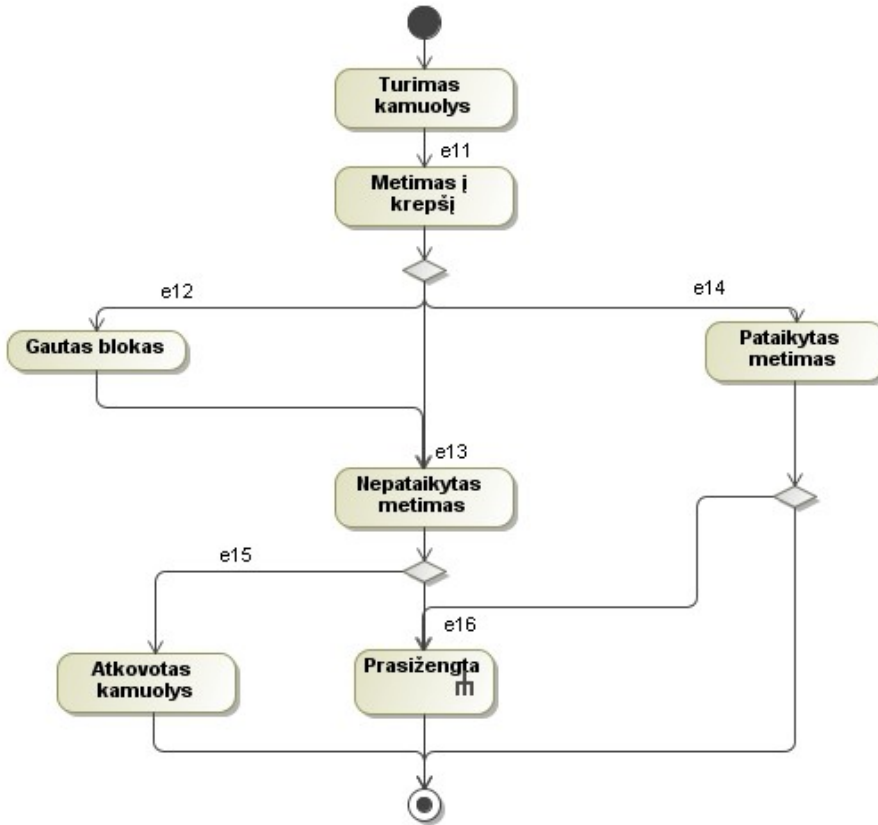 Turimas
kamuolys
e11
Metimas į
krepšį
e12
e14
Gautas blokas
Pataikytas
metimas
e13
Nepataikytas
metimas
e15
e16
Atkovotas
kamuolys
Prasižengta